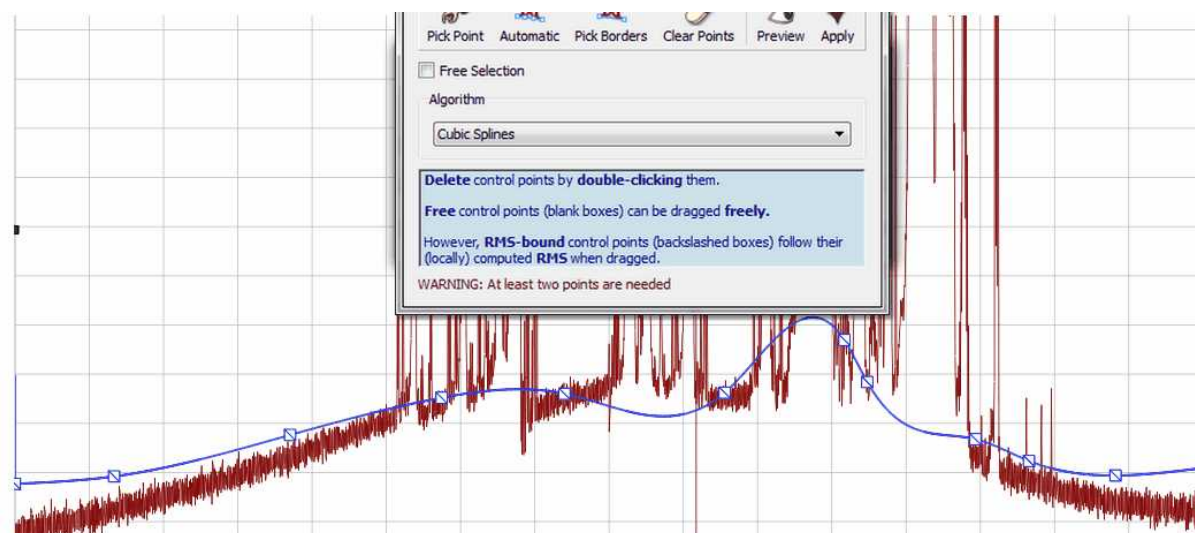 Pick Point Automatic Pick Borders Clear Points Preview Apply
Free Selection
Algorithm
Cubic Splines
Delete control points by double-clicking them.
Free control points (blank boxes) can be dragged freely.
However, RMS-bound control points (backslashed boxes) follow their
(locally) computed RMS when dragged.
WARNING: At least two points are needed